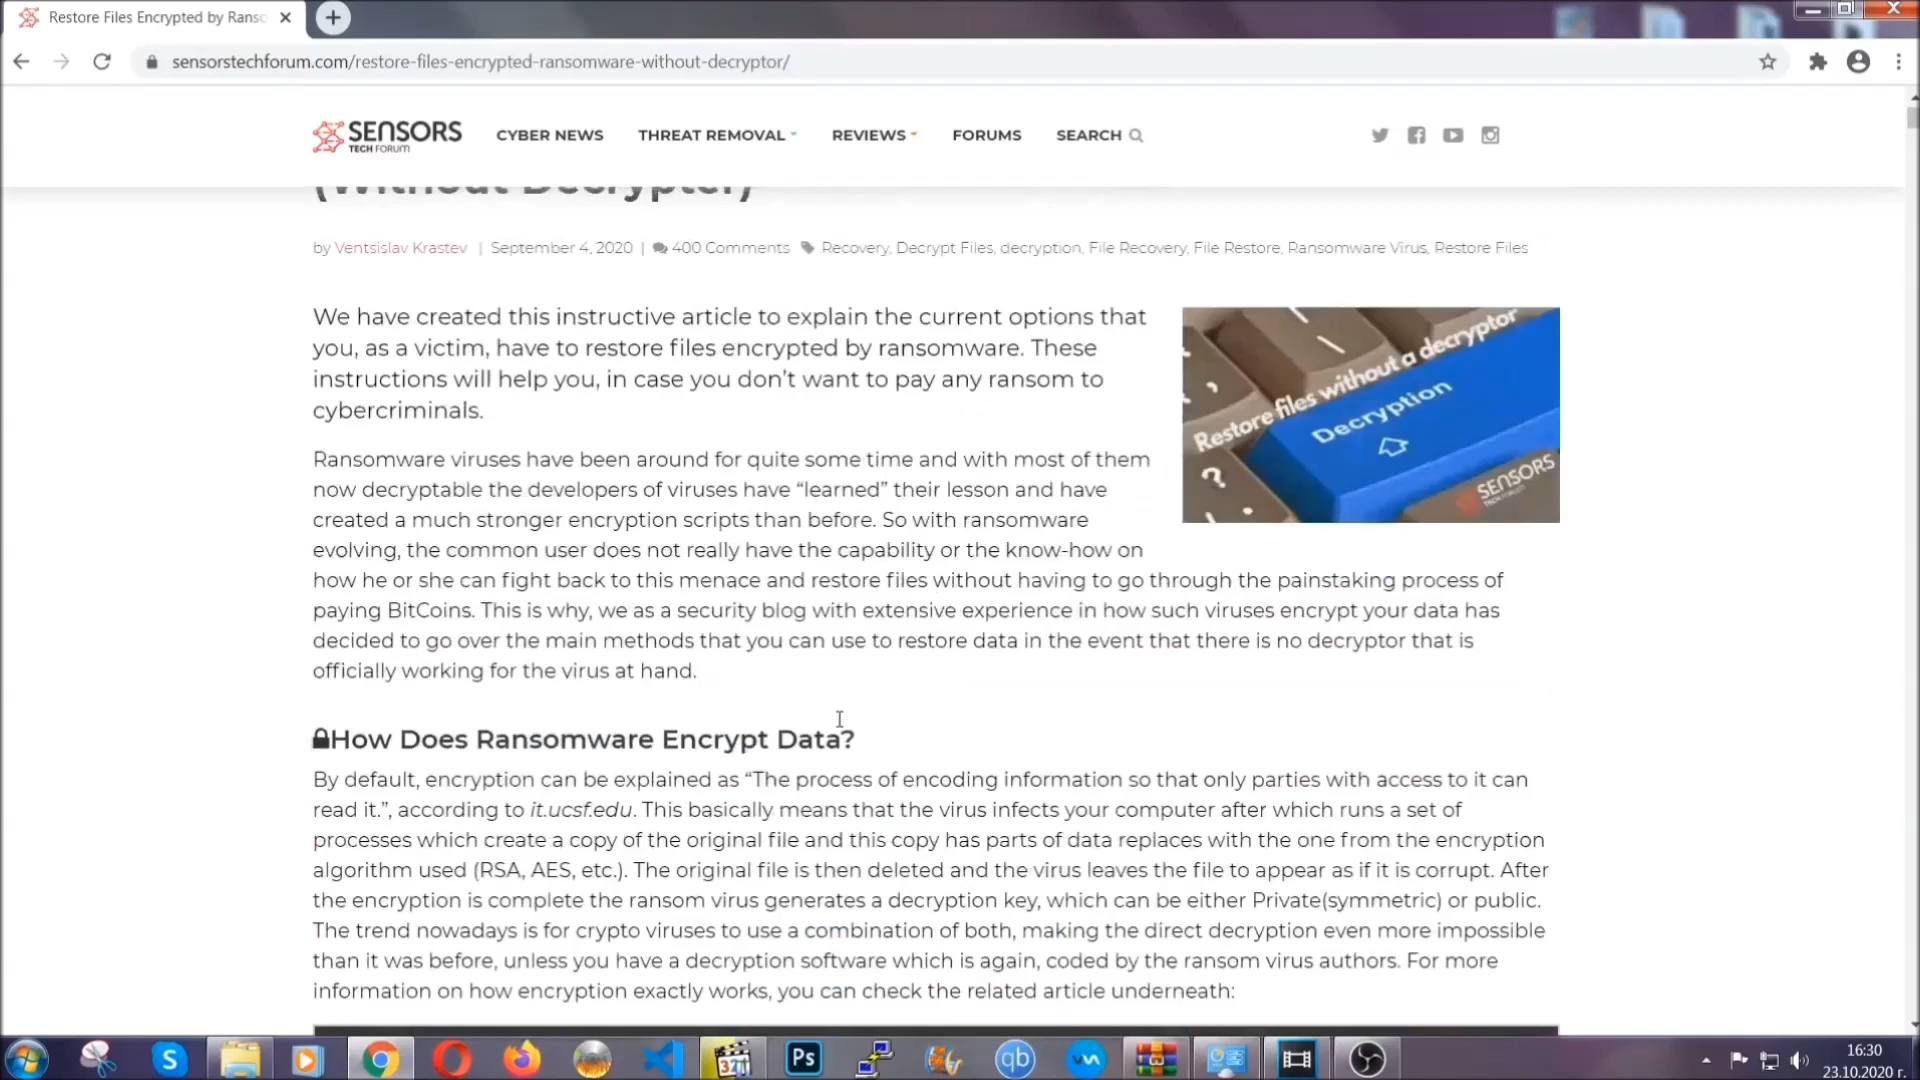 Restore Files Encrypted by Ranso
sensorstechforum.com/restore-files-encrypted-ransomware-without-decryptor/
SENSORS
TECH FORUM
CYBER NEWS
THREAT REMOVAL
REVIEWS
FORUMS
SEARCH
(Without Decrypter)
by Ventsislav Krastev | September 4, 2020 | 400 Comments Recovery, Decrypt Files, decryption, File Recovery, File Restore, Ransomware Virus, Restore Files
We have created this instructive article to explain the current options that
you, as a victim, have to restore files encrypted by ransomware. These
instructions will help you, in case you don’t want to pay any ransom to
cybercriminals.
Restore files without a decryptor
Decryption
SENSORS
Ransomware viruses have been around for quite some time and with most of them
now decryptable the developers of viruses have “learned” their lesson and have
created a much stronger encryption scripts than before. So with ransomware
evolving, the common user does not really have the capability or the know-how on
how he or she can fight back to this menace and restore files without having to go through the painstaking process of
paying BitCoins. This is why, we as a security blog with extensive experience in how such viruses encrypt your data has
decided to go over the main methods that you can use to restore data in the event that there is no decryptor that is
officially working for the virus at hand.
How Does Ransomware Encrypt Data?
By default, encryption can be explained as “The process of encoding information so that only parties with access to it can
read it.”, according to it.ucsf.edu. This basically means that the virus infects your computer after which runs a set of
processes which create a copy of the original file and this copy has parts of data replaces with the one from the encryption
algorithm used (RSA, AES, etc.). The original file is then deleted and the virus leaves the file to appear as if it is corrupt. After
the encryption is complete the ransom virus generates a decryption key, which can be either Private(symmetric) or public.
The trend nowadays is for crypto viruses to use a combination of both, making the direct decryption even more impossible
than it was before, unless you have a decryption software which is again, coded by the ransom virus authors. For more
information on how encryption exactly works, you can check the related article underneath:
S
321
Ps
qb
16:30
23.10.2020 г.